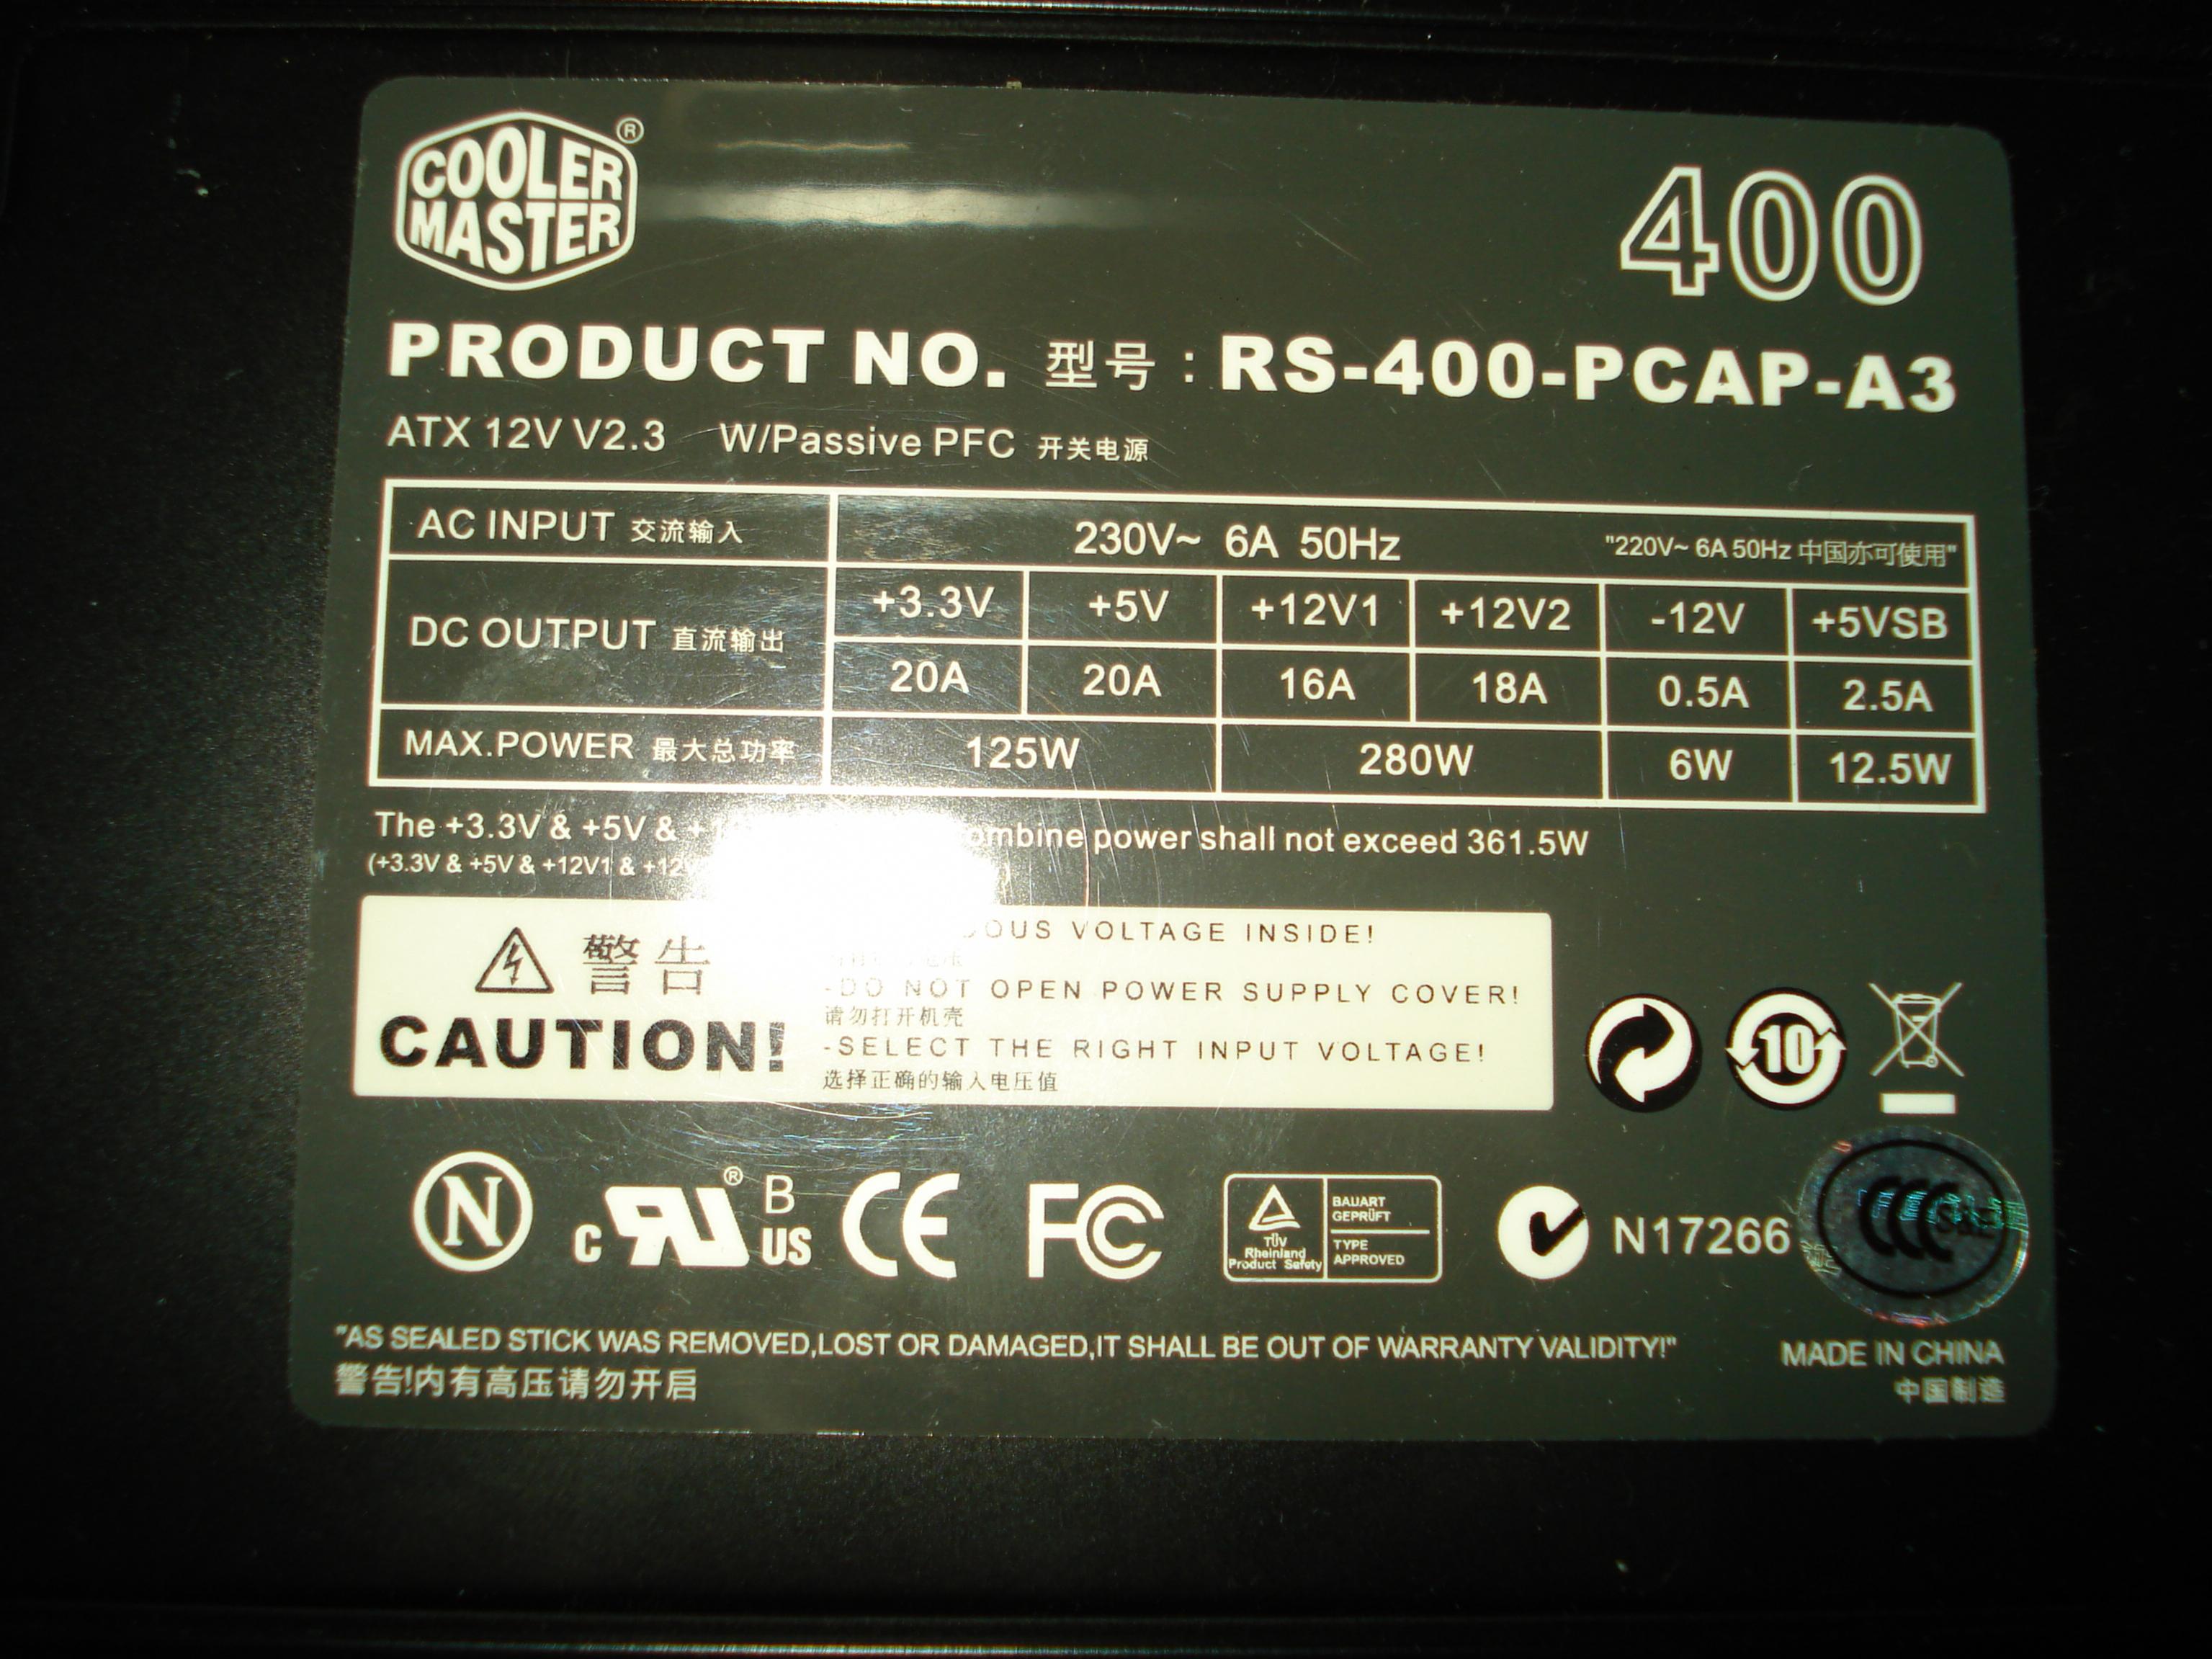 COOLER MASTER ®
400
PRODUCT NO. 型号 : RS-400-PCAP-A3
ATX 12V V2.3 W/Passive PFC 开关电源
AC INPUT 交流输入 230V~ 6A 50Hz "220V~ 6A 50Hz 中国亦可使用"
DC OUTPUT 直流输出 +3.3V +5V +12V1 +12V2 -12V +5VSB
20A 20A 16A 18A 0.5A 2.5A
MAX.POWER 最大总功率 125W 280W 6W 12.5W
The +3.3V & +5V & power shall not exceed 361.5W
(+3.3V & +5V & +12V1 &
警告 VOLTAGE INSIDE!
CAUTION!
-DO NOT OPEN POWER SUPPLY COVER!
请勿打开机壳
-SELECT THE RIGHT INPUT VOLTAGE!
选择正确的输入电压值
10
N c RU ® B US CE FC TÜV Rheinland Product Safety BAUART GEPRÜFT TYPE APPROVED N17266 CCC
"AS SEALED STICK WAS REMOVED,LOST OR DAMAGED,IT SHALL BE OUT OF WARRANTY VALIDITY!"
警告!内有高压请勿开启
MADE IN CHINA
中国制造